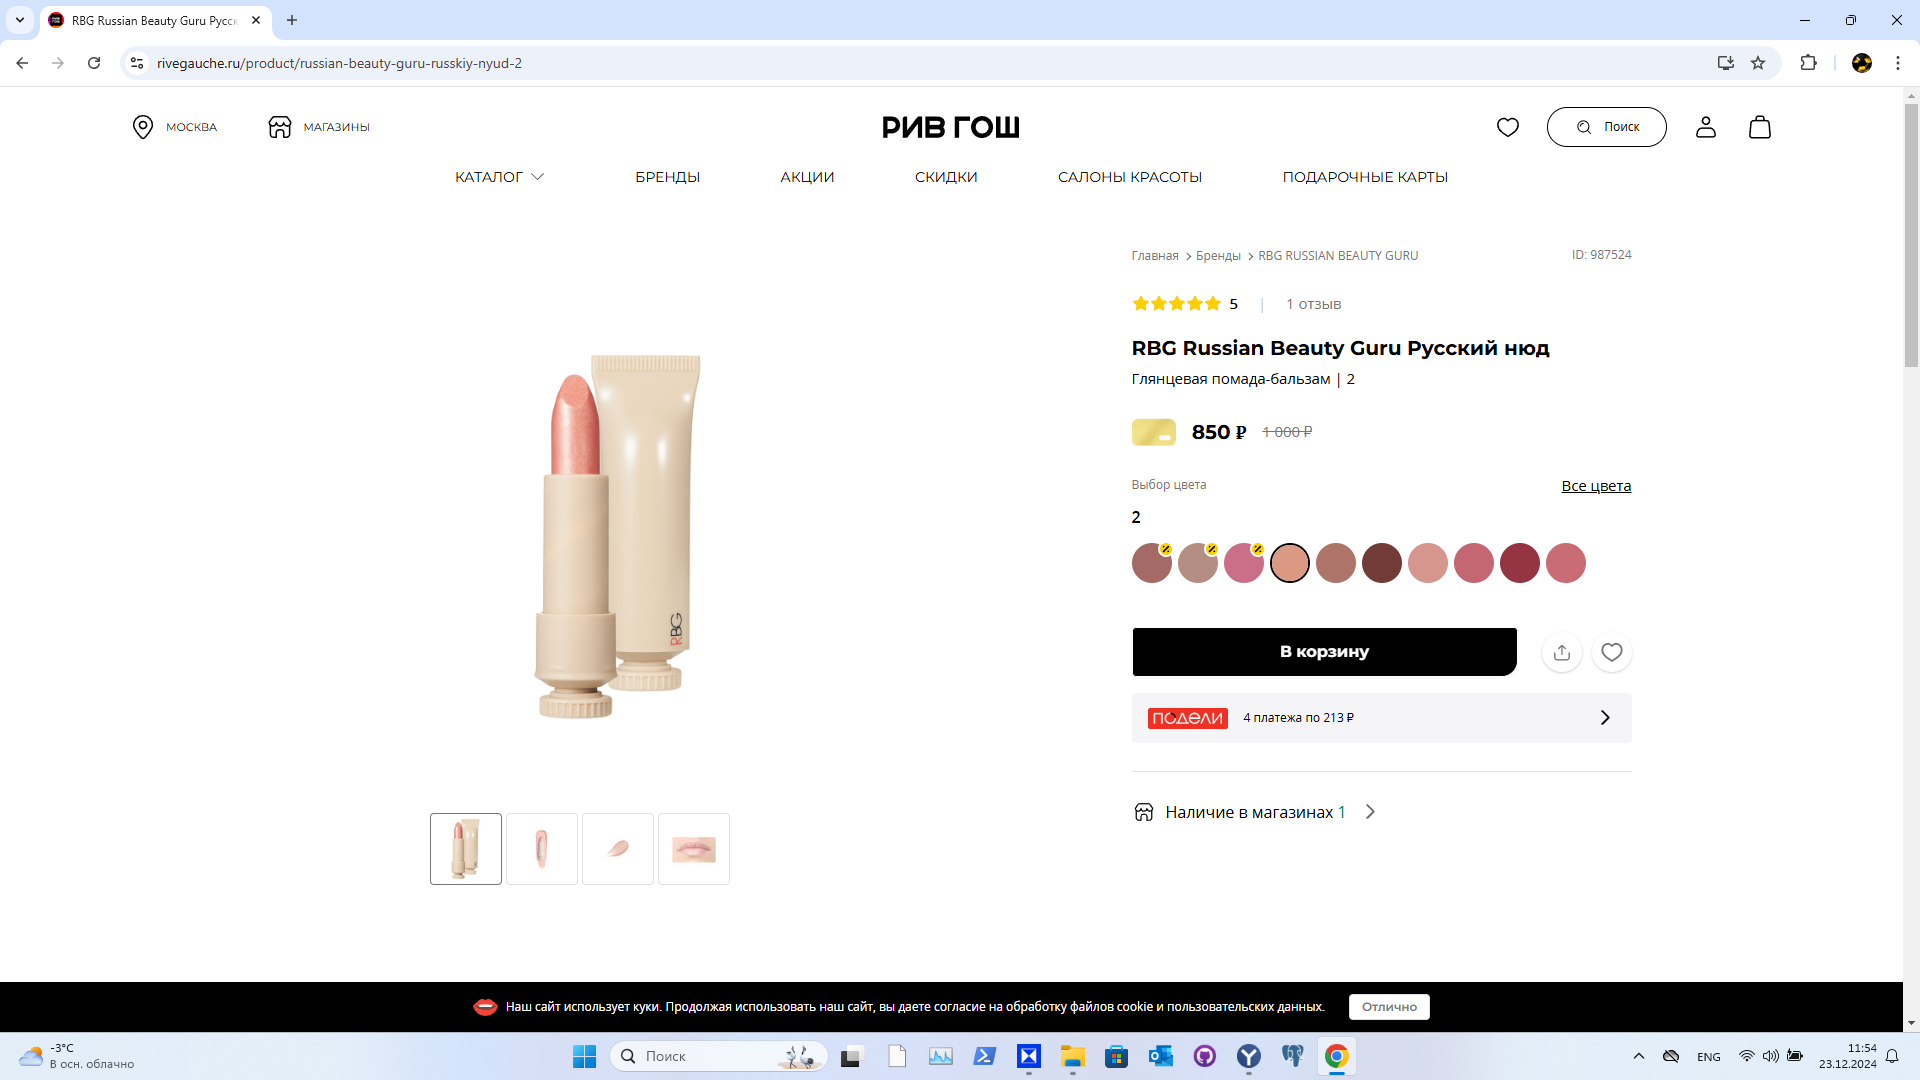 RBG Russian Beauty Guru Русск
rivegauche.ru/product/russian-beauty-guru-russkiy-nyud-2
МОСКВА
МАГАЗИНЫ
РИВ ГОШ
Поиск
КАТАЛОГ
БРЕНДЫ
АКЦИИ
СКИДКИ
САЛОНЫ КРАСОТЫ
ПОДАРОЧНЫЕ КАРТЫ
Главная > Бренды > RBG RUSSIAN BEAUTY GURU
ID: 987524
5 | 1 отзыв
RBG Russian Beauty Guru Русский нюд
Глянцевая помада-бальзам | 2
850 ₽ 1 000 ₽
Выбор цвета
Все цвета
2
RBG
В корзину
ПОДЕЛИ
4 платежа по 213 ₽
Наличие в магазинах 1
Наш сайт использует куки. Продолжая использовать наш сайт, вы даете согласие на обработку файлов cookie и пользовательских данных.
Отлично
-3°C
В осн. облачно
Поиск
ENG
11:54
23.12.2024